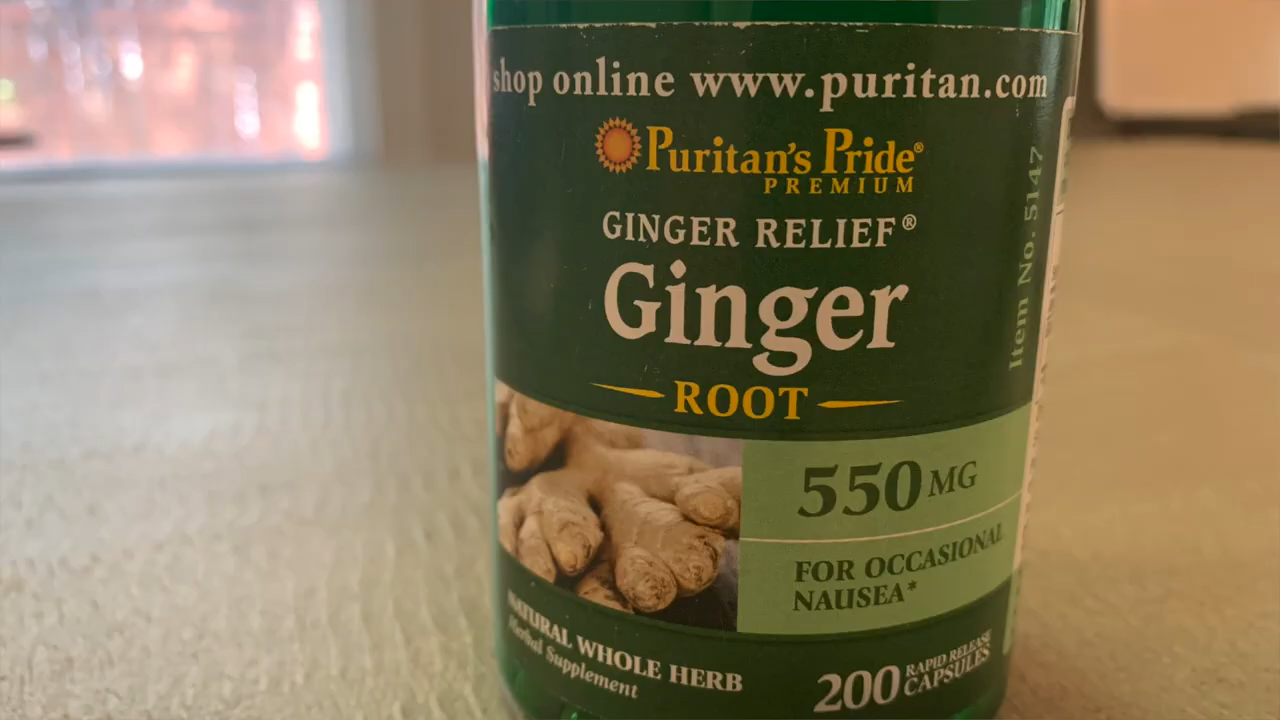 shop online www.puritan.com
Puritan's Pride®
PREMIUM
GINGER RELIEF®
Ginger
ROOT
550 MG
FOR OCCASIONAL
NAUSEA*
NATURAL WHOLE HERB
Herbal Supplement
200 RAPID RELEASE
CAPSULES
Item No. 5147